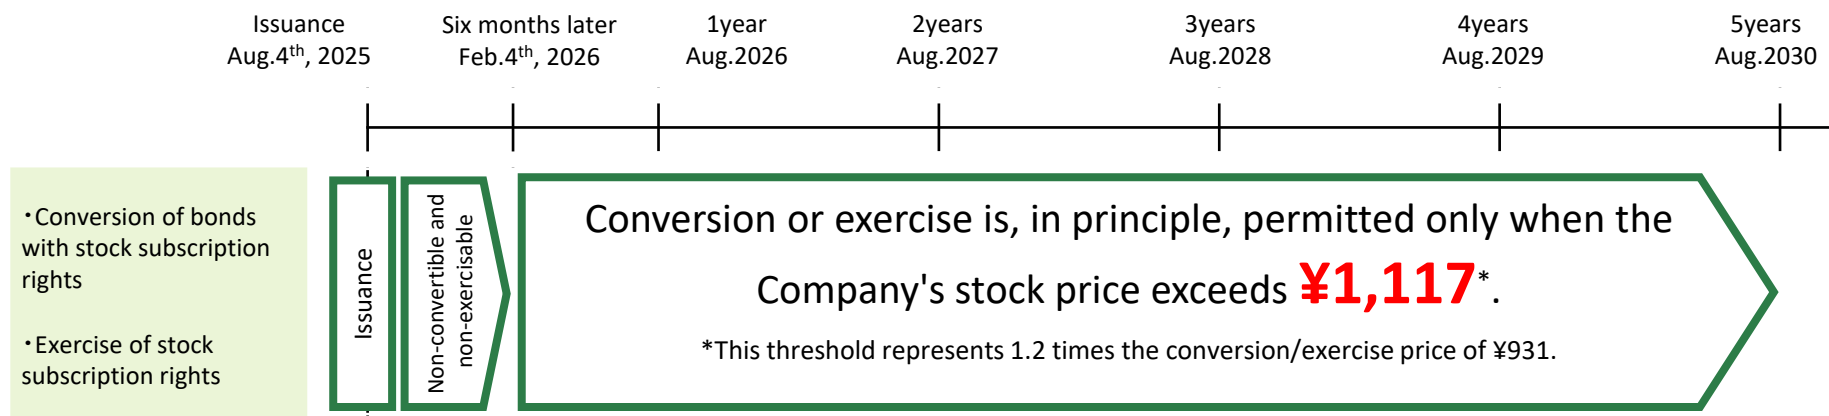 Issuance
Aug.4th, 2025
Six months later
Feb.4th, 2026
1year
Aug.2026
2years
Aug.2027
3years
Aug.2028
4years
Aug.2029
5years
Aug.2030
・Conversion of bonds
with stock subscription
rights
・Exercise of stock
subscription rights
Issuance
Non-convertible and
non-exercisable
Conversion or exercise is, in principle, permitted only when the
Company's stock price exceeds ¥1,117*.
*This threshold represents 1.2 times the conversion/exercise price of ¥931.